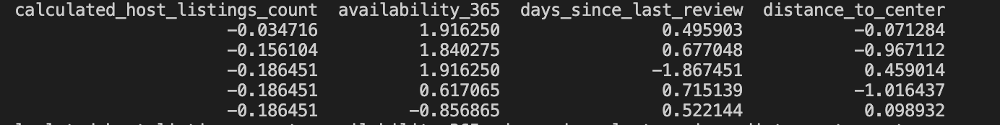 calculated_host_listings_count availability_365 days_since_last_review distance_to_center
-0.034716 1.916250 0.495903 -0.071284
-0.156104 1.840275 0.677048 -0.967112
-0.186451 1.916250 -1.867451 0.459014
-0.186451 0.617065 0.715139 -1.016437
-0.186451 -0.856865 0.522144 0.098932